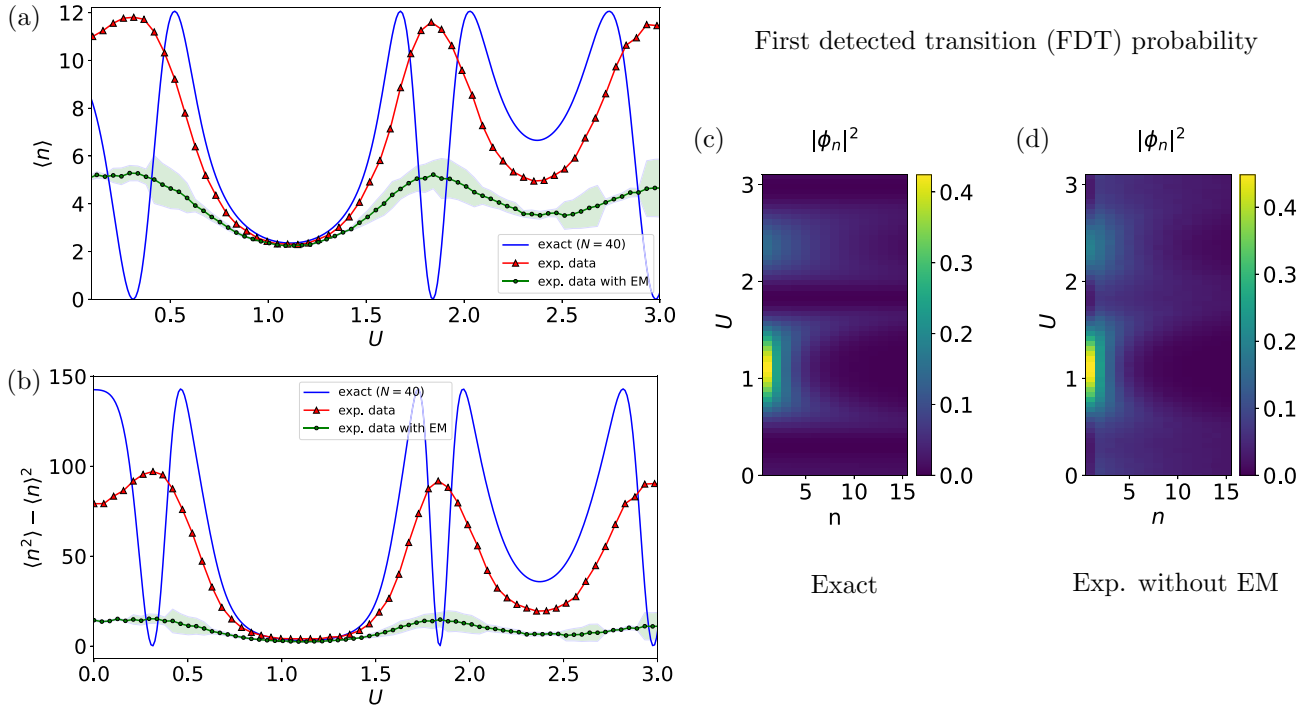 (a)
12
10
8
6
4
2
0
⟨n⟩
exact (N = 40)
exp. data
exp. data with EM
0.5 1.0 1.5 2.0 2.5 3.0
U
(b)
150
100
50
0
⟨n²⟩ − ⟨n⟩²
exact (N = 40)
exp. data
exp. data with EM
0.0 0.5 1.0 1.5 2.0 2.5 3.0
U
First detected transition (FDT) probability
(c)
|ϕₙ|²
3
2
1
0
U
5 10 15
n
0.4
0.3
0.2
0.1
0.0
Exact
(d)
|ϕₙ|²
3
2
1
0
U
5 10 15
n
0.4
0.3
0.2
0.1
0.0
Exp. without EM